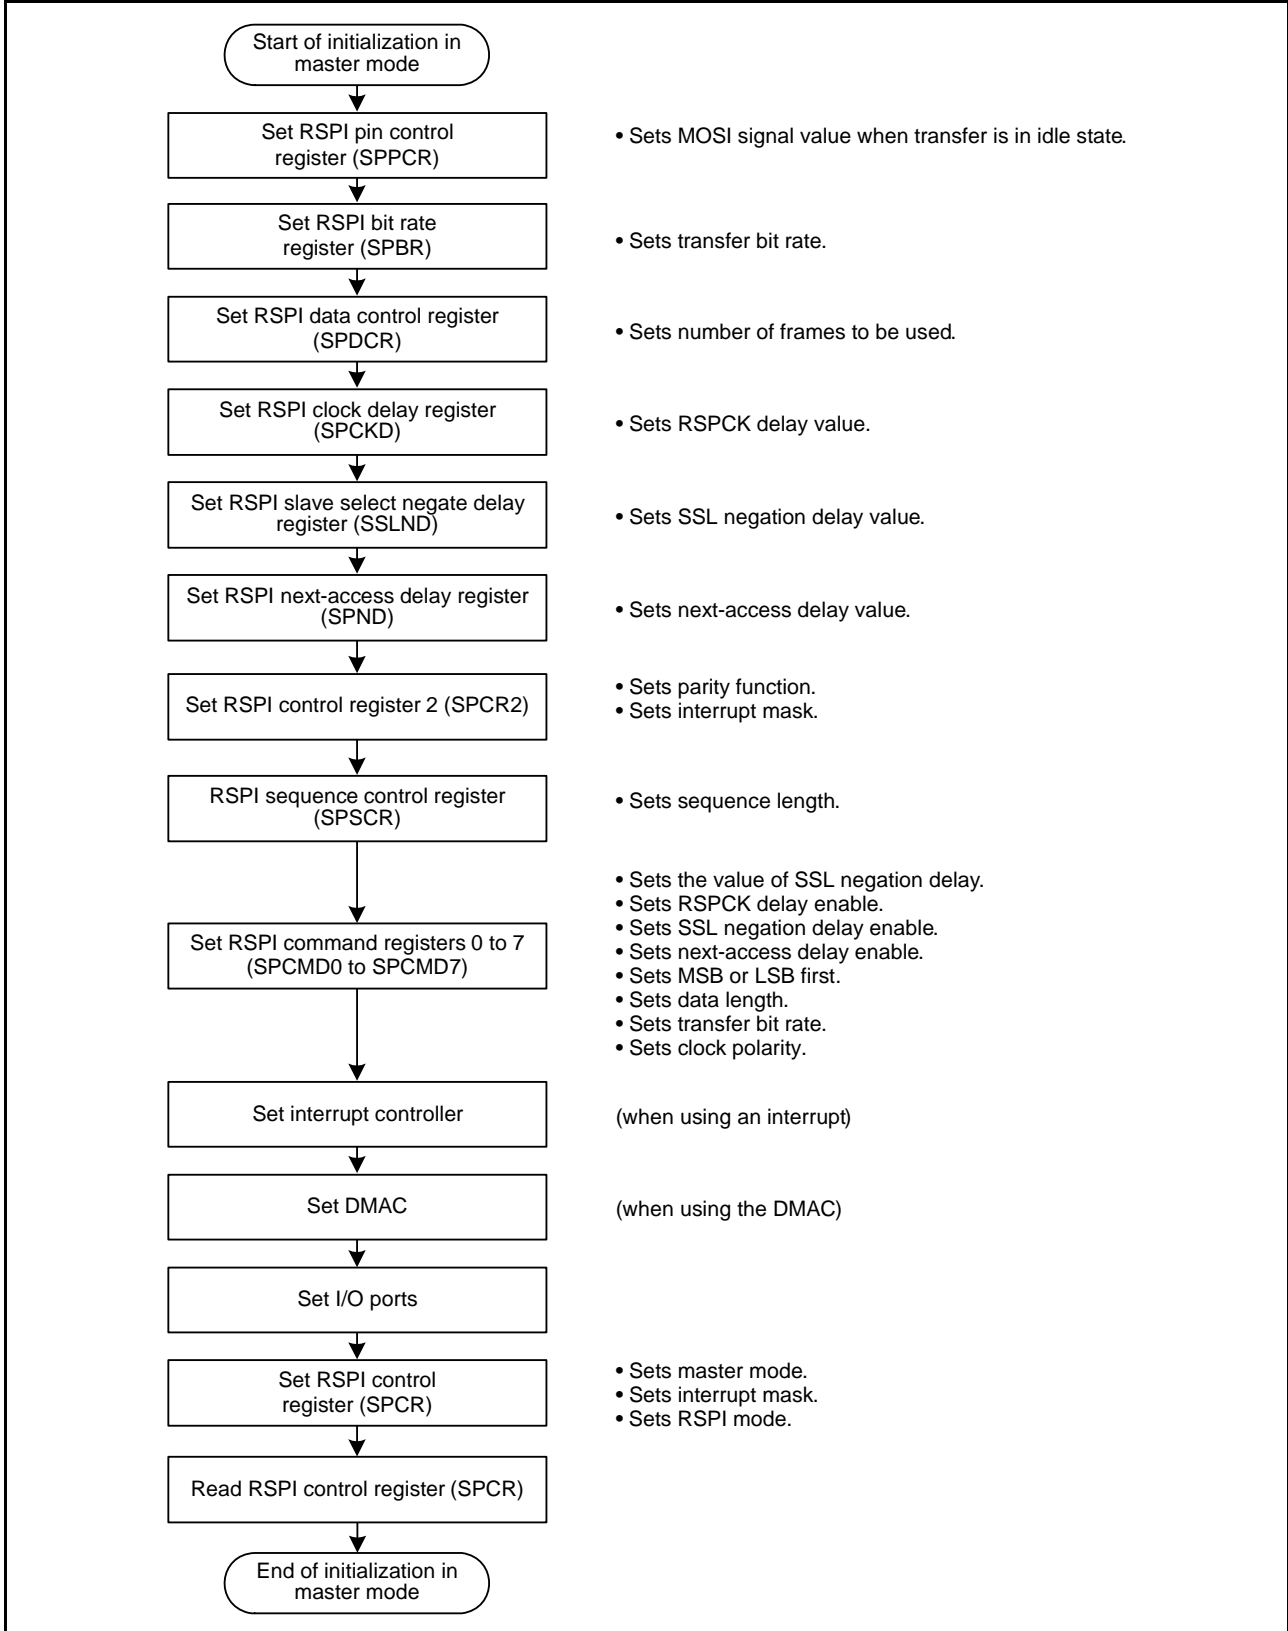 Start of initialization in
master mode
Set RSPI pin control
register (SPPCR)
• Sets MOSI signal value when transfer is in idle state.
Set RSPI bit rate
register (SPBR)
• Sets transfer bit rate.
Set RSPI data control register
(SPDCR)
• Sets number of frames to be used.
Set RSPI clock delay register
(SPCKD)
• Sets RSPCK delay value.
Set RSPI slave select negate delay
register (SSLND)
• Sets SSL negation delay value.
Set RSPI next-access delay register
(SPND)
• Sets next-access delay value.
Set RSPI control register 2 (SPCR2)
• Sets parity function.
• Sets interrupt mask.
RSPI sequence control register
(SPSCR)
• Sets sequence length.
Set RSPI command registers 0 to 7
(SPCMD0 to SPCMD7)
• Sets the value of SSL negation delay.
• Sets RSPCK delay enable.
• Sets SSL negation delay enable.
• Sets next-access delay enable.
• Sets MSB or LSB first.
• Sets data length.
• Sets transfer bit rate.
• Sets clock polarity.
Set interrupt controller
(when using an interrupt)
Set DMAC
(when using the DMAC)
Set I/O ports
Set RSPI control
register (SPCR)
• Sets master mode.
• Sets interrupt mask.
• Sets RSPI mode.
Read RSPI control register (SPCR)
End of initialization in
master mode